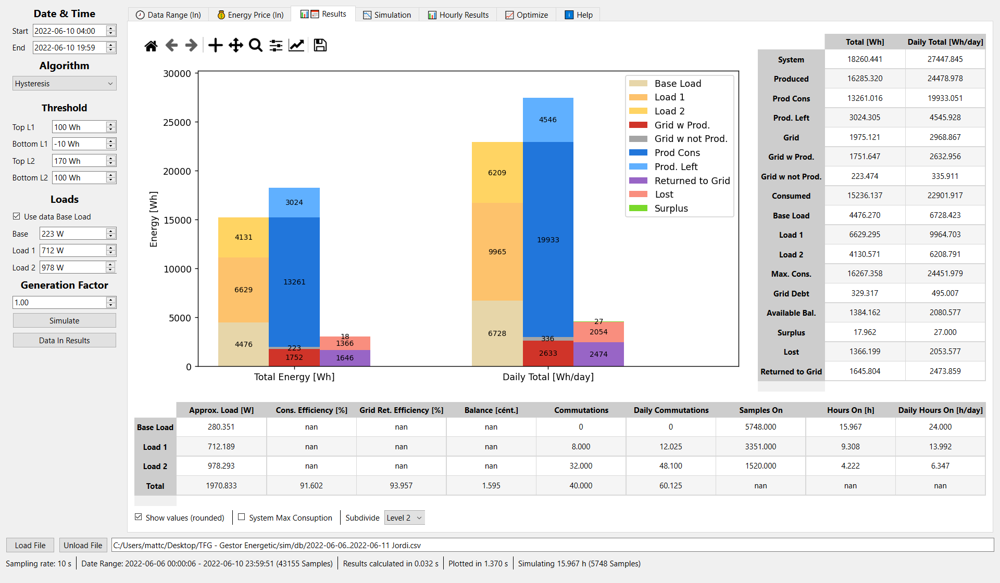 Date & Time
Start 2022-06-10 04:00
End 2022-06-10 19:59
Algorithm
Hysteresis
Threshold
Top L1 100 Wh
Bottom L1 -10 Wh
Top L2 170 Wh
Bottom L2 100 Wh
Loads
Use data Base Load
Base 223 W
Load 1 712 W
Load 2 978 W
Generation Factor
1.00
Simulate
Data In Results
Data Range (In) Energy Price (In) Results Simulation Hourly Results Optimize Help
30000
25000
20000
15000
10000
5000
0
Energy [Wh]
4131
6629
4476
3024
13261
223
1752
18
1366
1646
Total Energy [Wh]
6209
9965
6728
4546
19933
336
2633
27
2054
2474
Daily Total [Wh/day]
Base Load
Load 1
Load 2
Grid w Prod.
Grid w not Prod.
Prod Cons
Prod. Left
Returned to Grid
Lost
Surplus
Total [Wh] Daily Total [Wh/day]
System 18260.441 27447.845
Produced 16285.320 24478.978
Prod Cons 13261.016 19933.051
Prod. Left 3024.305 4545.928
Grid 1975.121 2968.867
Grid w Prod. 1751.647 2632.956
Grid w not Prod. 223.474 335.911
Consumed 15236.137 22901.917
Base Load 4476.270 6728.423
Load 1 6629.295 9964.703
Load 2 4130.571 6208.791
Max. Cons. 16267.358 24451.979
Grid Debt 329.317 495.007
Available Bal. 1384.162 2080.577
Surplus 17.962 27.000
Lost 1366.199 2053.577
Returned to Grid 1645.804 2473.859
Approx. Load [W] Cons. Efficiency [%] Grid Ret. Efficiency [%] Balance [cént.] Commutations Daily Commutations Samples On Hours On [h] Daily Hours On [h/day]
Base Load 280.351 nan nan nan 0 0 5748.000 15.967 24.000
Load 1 712.189 nan nan nan 8.000 12.025 3351.000 9.308 13.992
Load 2 978.293 nan nan nan 32.000 48.100 1520.000 4.222 6.347
Total 1970.833 91.602 93.957 1.595 40.000 60.125 nan nan nan
Show values (rounded) System Max Consuption Subdivide Level 2
Load File Unload File C:/Users/mattc/Desktop/TFG - Gestor Energetic/sim/db/2022-06-06..2022-06-11 Jordi.csv
Sampling rate: 10 s Date Range: 2022-06-06 00:00:06 - 2022-06-10 23:59:51 (43155 Samples) Results calculated in 0.032 s Plotted in 1.370 s Simulating 15.967 h (5748 Samples)